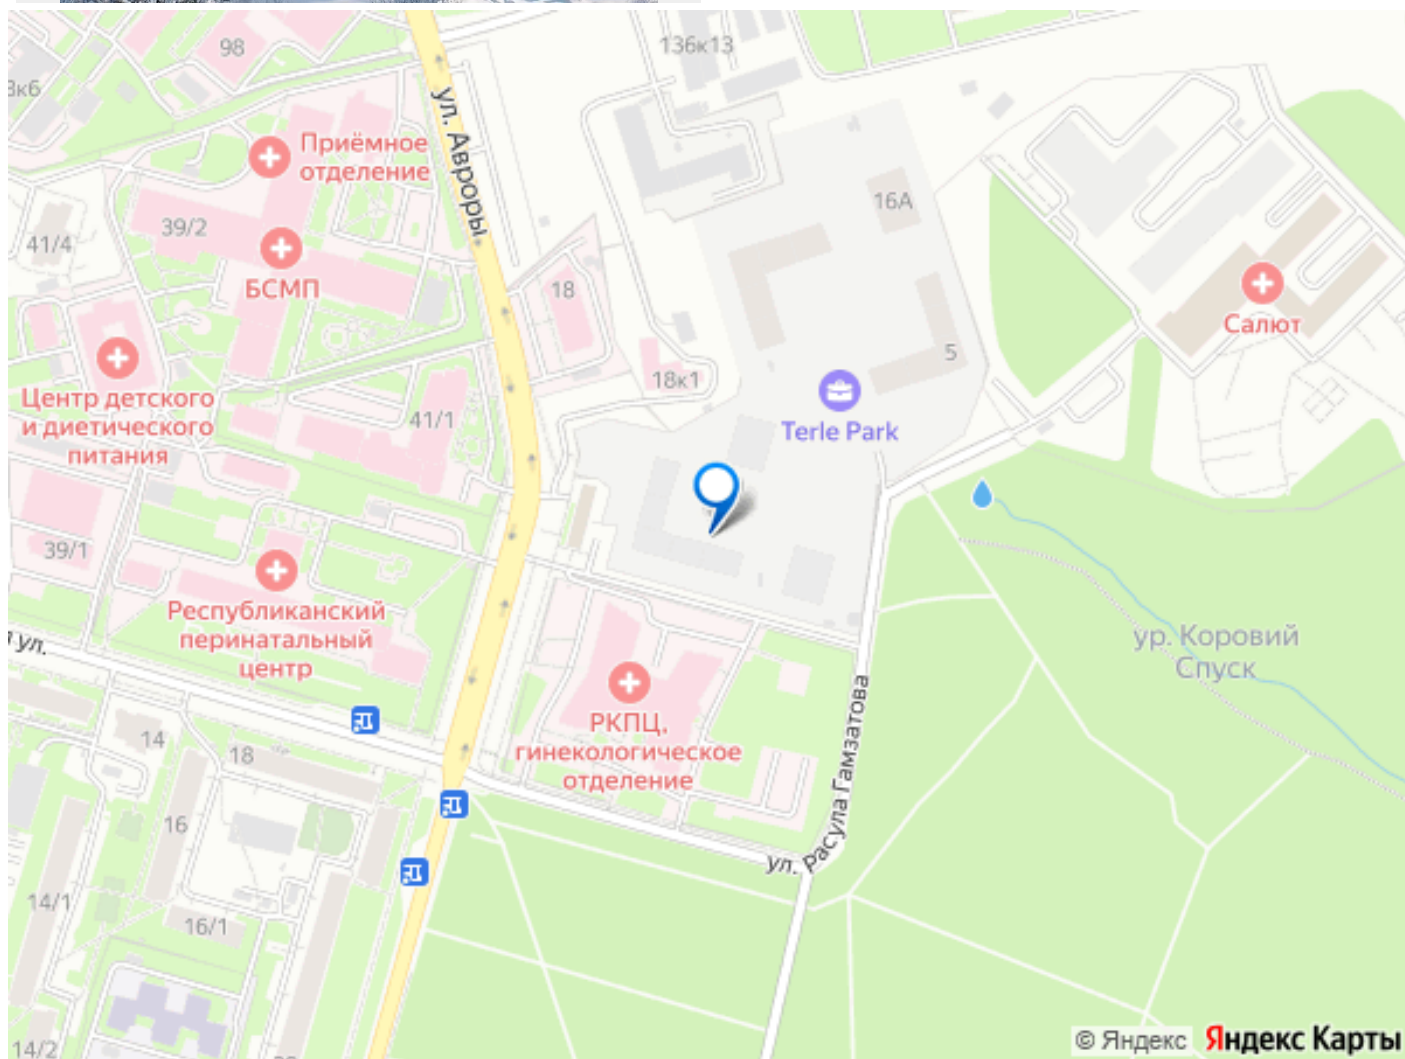 98
136к13
3к6
ул. Авроры
Приёмное
отделение
16А
39/2
41/4
БСМП
18
Салют
5
18к1
Центр детского
и диетического
питания
41/1
Terle Park
39/1
Республиканский
перинатальный
центр
ул.
ур. Коровий
Спуск
РКПЦ,
гинекологическое
отделение
14
18
ул. Расула Гамзатова
16
14/1
16/1
14/2
© Яндекс Яндекс Карты